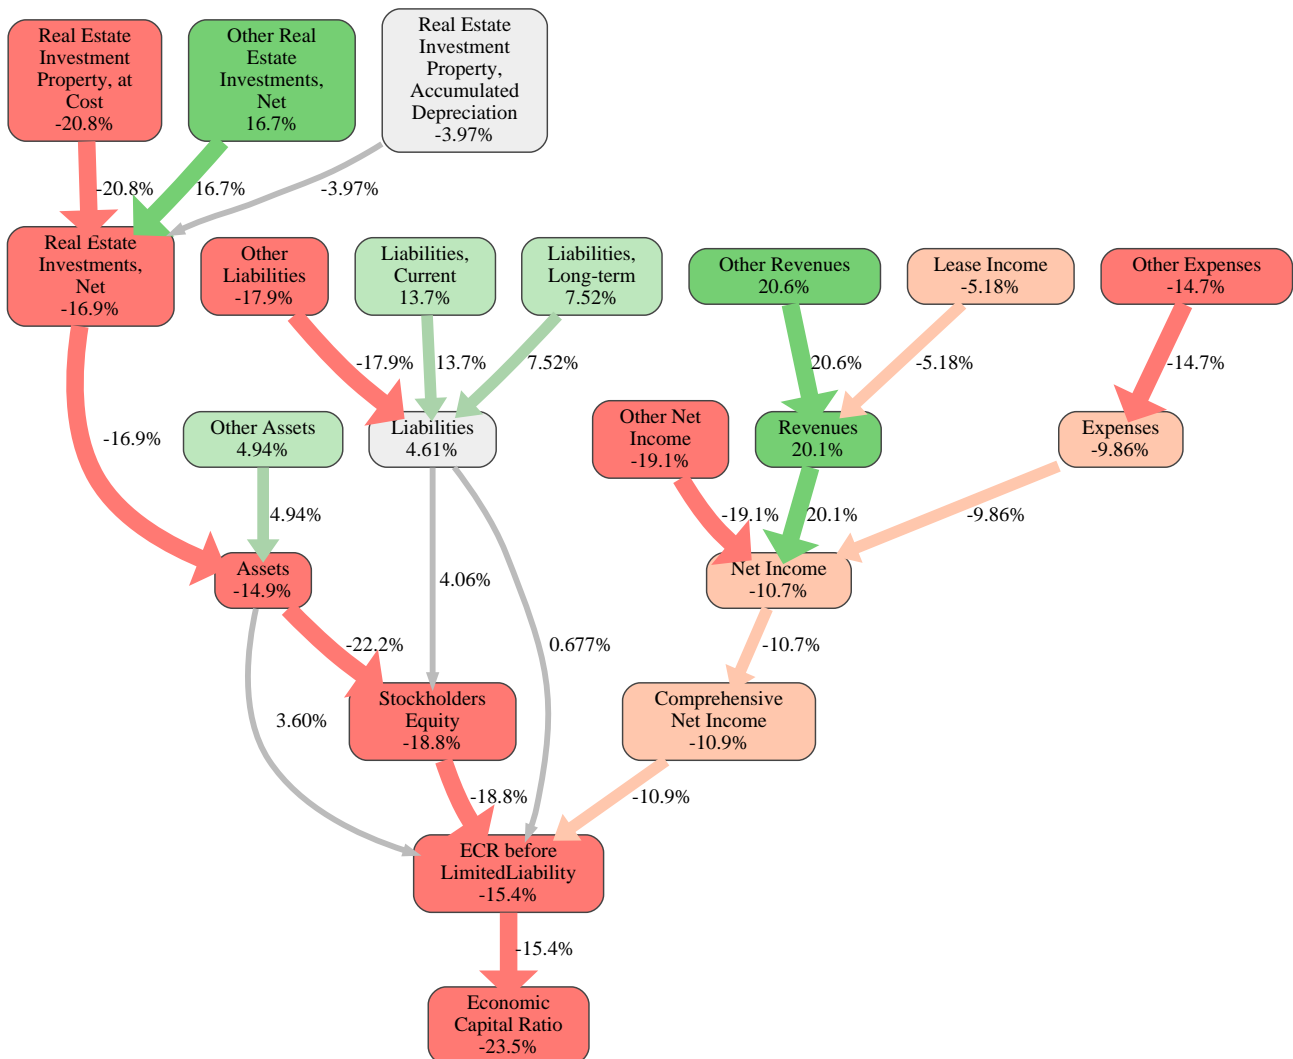 Real Estate
Investment
Property, at
Cost
-20.8%
Other Real
Estate
Investments,
Net
16.7%
Real Estate
Investment
Property,
Accumulated
Depreciation
-3.97%
-20.8%
16.7%
-3.97%
Real Estate
Investments,
Net
-16.9%
Other
Liabilities
-17.9%
Liabilities,
Current
13.7%
Liabilities,
Long-term
7.52%
Other Revenues
20.6%
Lease Income
-5.18%
Other Expenses
-14.7%
-17.9%
13.7%
7.52%
20.6%
-5.18%
-14.7%
-16.9%
Other Assets
4.94%
Liabilities
4.61%
Other Net
Income
-19.1%
Revenues
20.1%
Expenses
-9.86%
4.94%
-19.1%
20.1%
-9.86%
Assets
-14.9%
4.06%
Net Income
-10.7%
-22.2%
0.677%
-10.7%
3.60%
Stockholders
Equity
-18.8%
Comprehensive
Net Income
-10.9%
-18.8%
-10.9%
ECR before
LimitedLiability
-15.4%
-15.4%
Economic
Capital Ratio
-23.5%